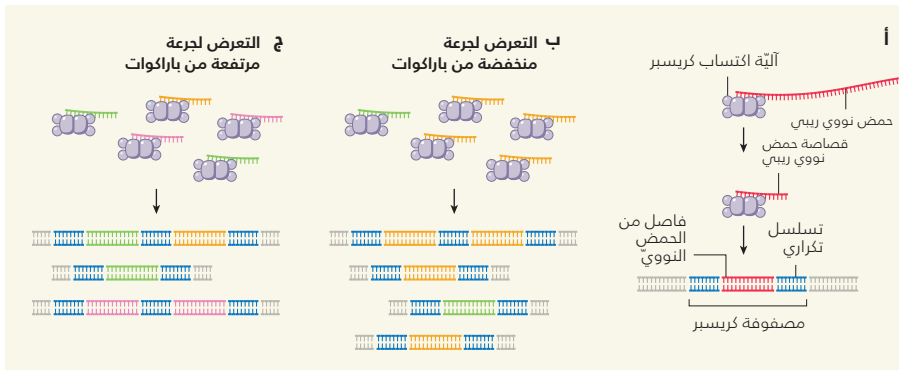 أ
آليّة اكتساب كريسبر
حمض نووي ريبي
قصاصة حمض
نووي ريبي
فاصل من
الحمض
النوويّ
تسلسل
تكراري
مصفوفة كريسبر
ب التعرض لجرعة
منخفضة من باراكوات
ج التعرض لجرعة
مرتفعة من باراكوات